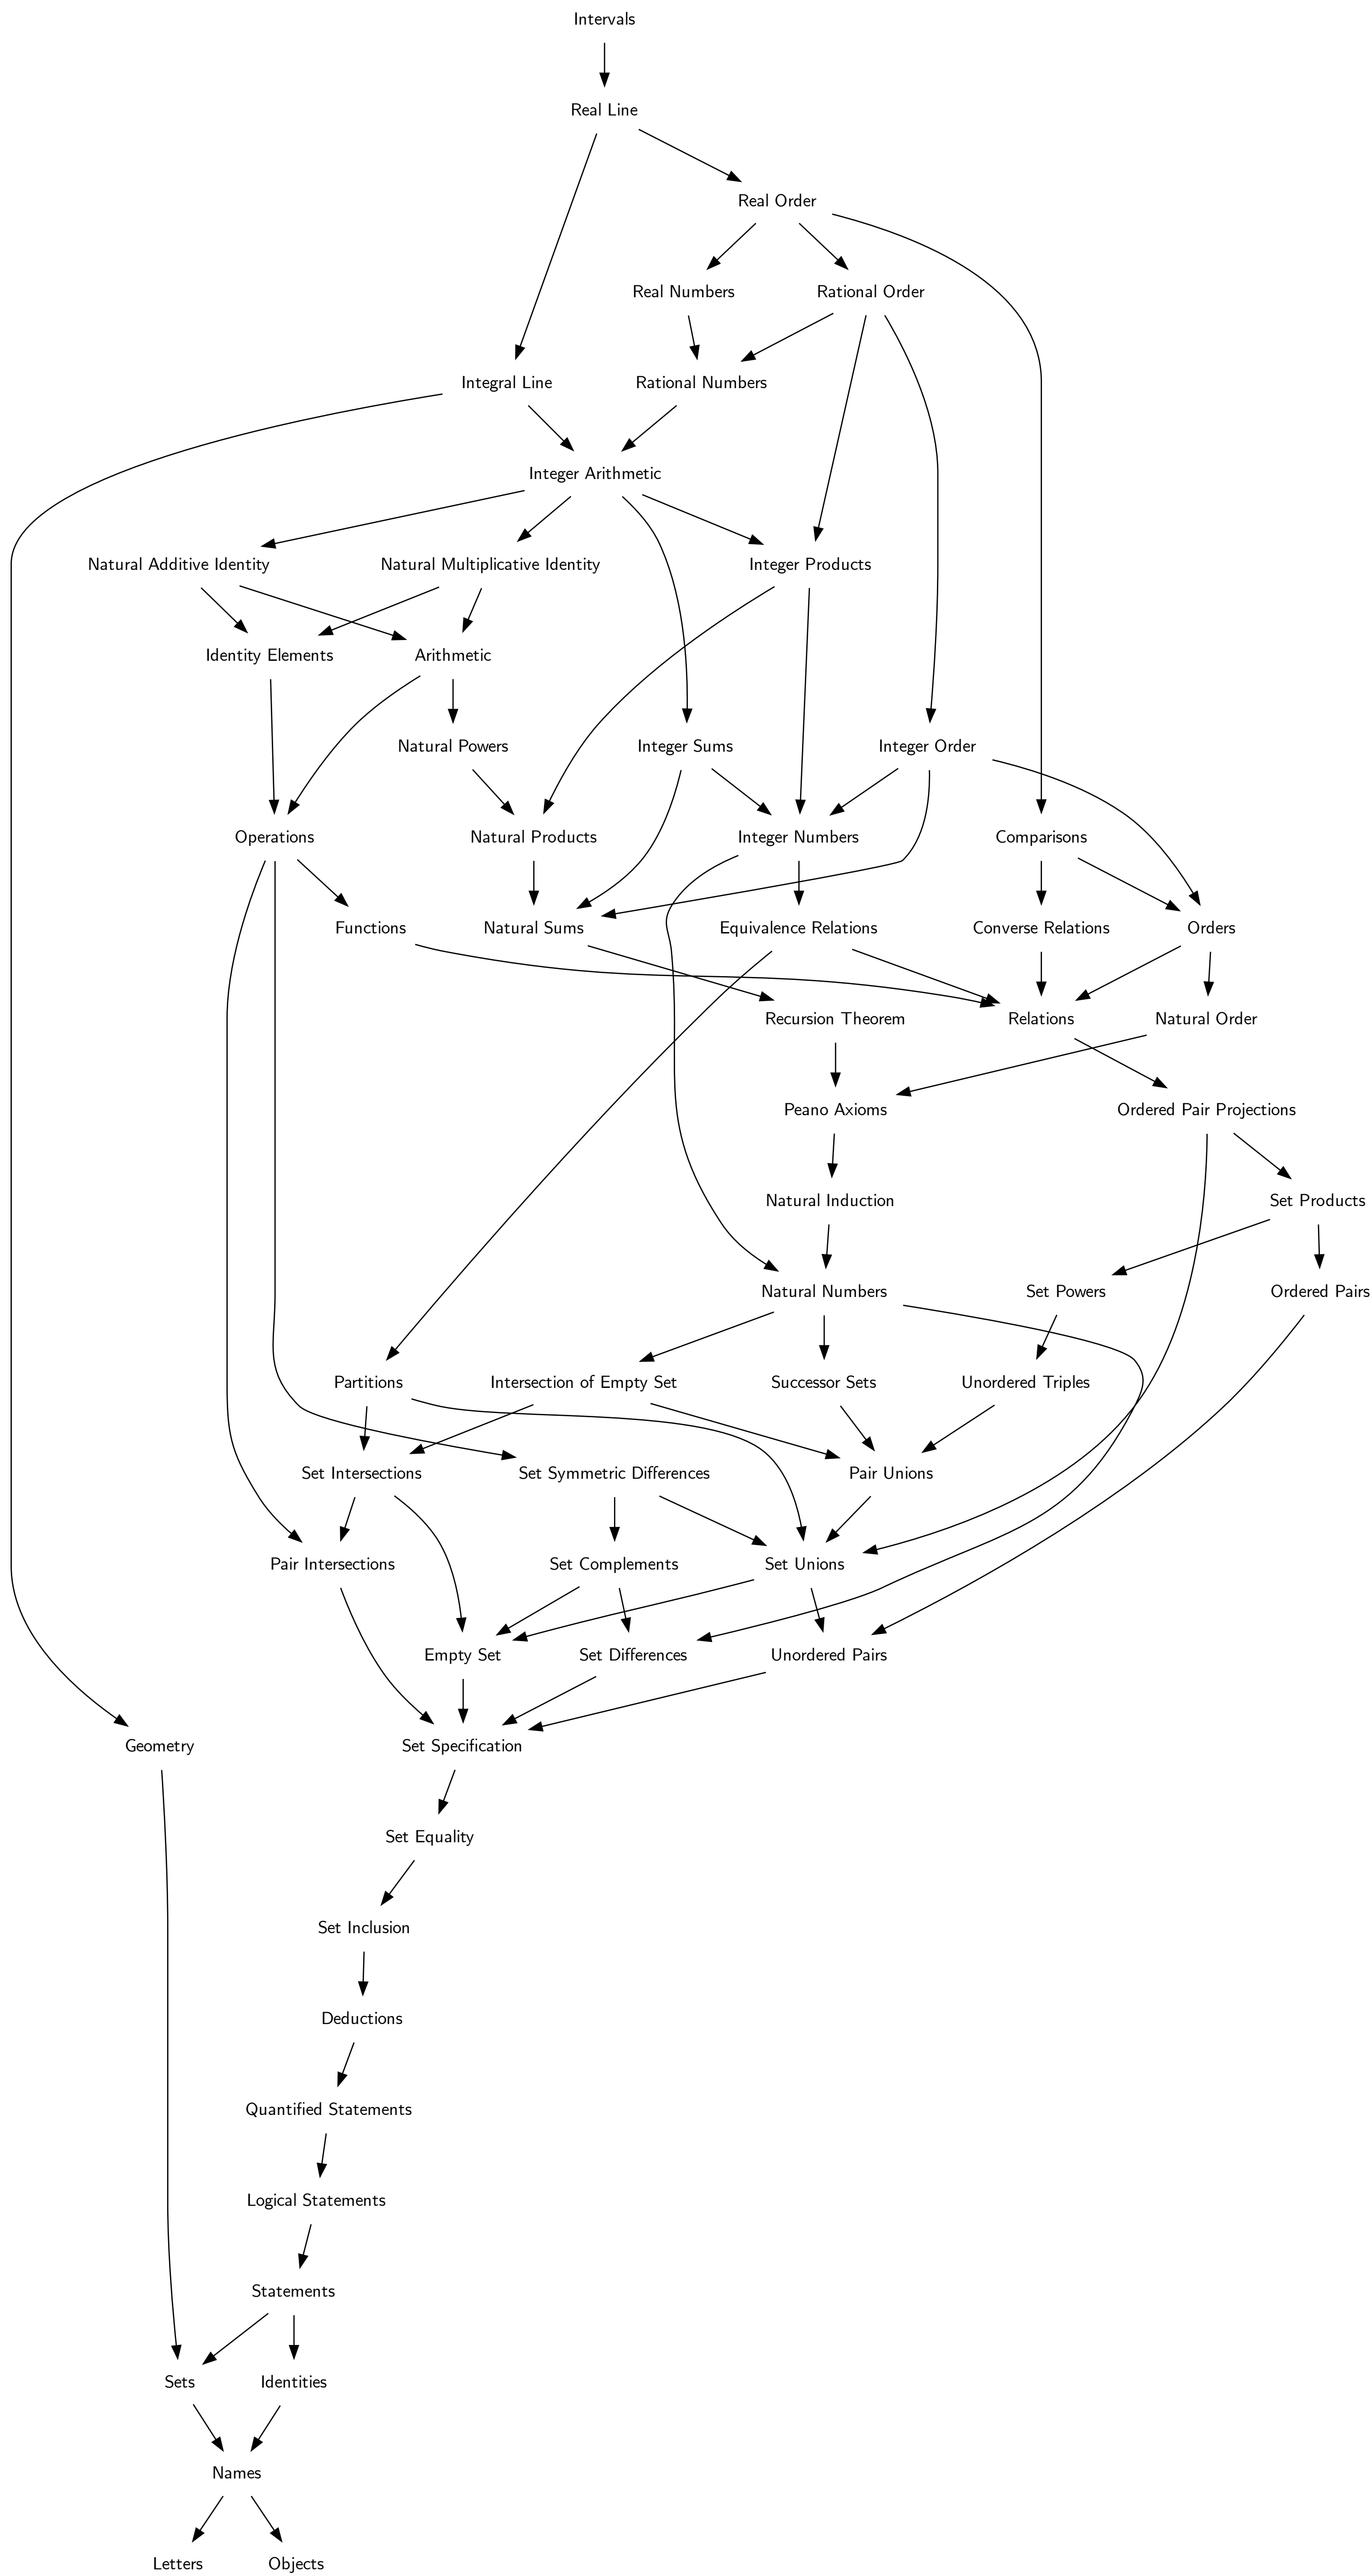 Intervals
Real Line
Real Order
Real Numbers
Rational Order
Integral Line
Rational Numbers
Integer Arithmetic
Natural Additive Identity
Natural Multiplicative Identity
Integer Products
Identity Elements
Arithmetic
Natural Powers
Integer Sums
Integer Order
Operations
Natural Products
Integer Numbers
Comparisons
Functions
Natural Sums
Equivalence Relations
Converse Relations
Orders
Recursion Theorem
Relations
Natural Order
Peano Axioms
Ordered Pair Projections
Natural Induction
Set Products
Natural Numbers
Set Powers
Ordered Pairs
Partitions
Intersection of Empty Set
Successor Sets
Unordered Triples
Set Intersections
Set Symmetric Differences
Pair Unions
Pair Intersections
Set Complements
Set Unions
Empty Set
Set Differences
Unordered Pairs
Geometry
Set Specification
Set Equality
Set Inclusion
Deductions
Quantified Statements
Logical Statements
Statements
Sets
Identities
Names
Letters
Objects